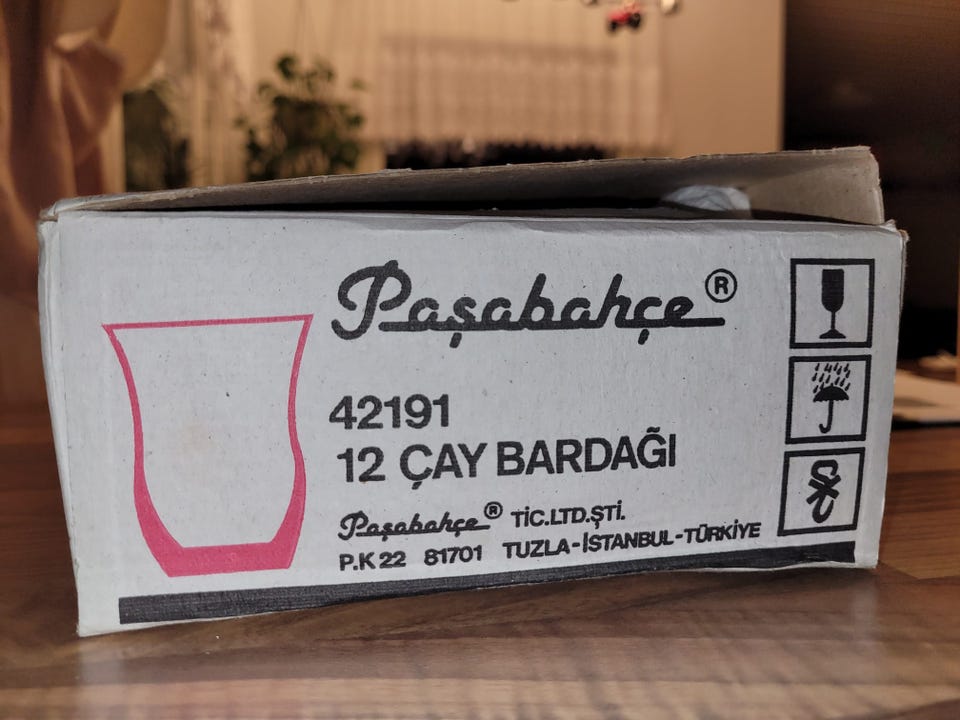 Paşabahçe ®
42191
12 ÇAY BARDAĞI
Paşabahçe ® TİC.LTD.ŞTİ.
P.K 22 81701 TUZLA-İSTANBUL-TÜRKİYE